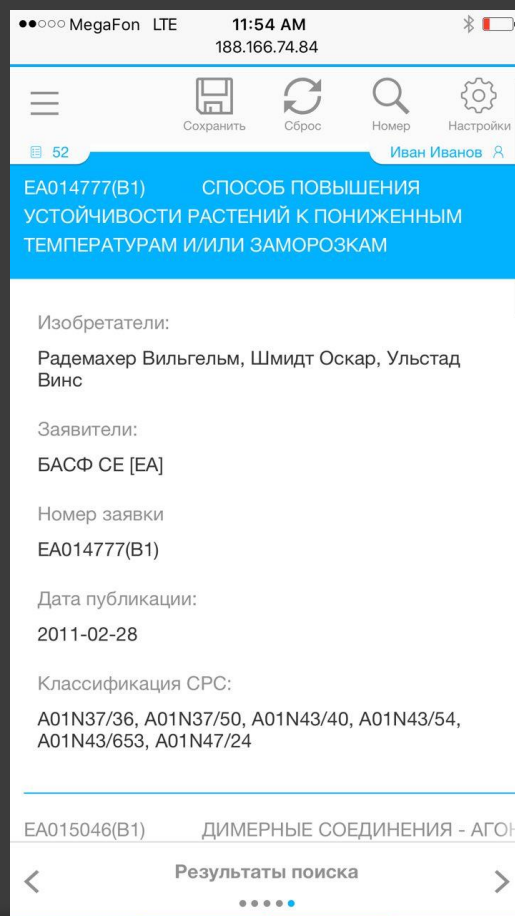 MegaFon LTE 11:54 AM
188.166.74.84
Сохранить Сброс Номер Настройки
52 Иван Иванов
EA014777(B1) СПОСОБ ПОВЫШЕНИЯ
УСТОЙЧИВОСТИ РАСТЕНИЙ К ПОНИЖЕННЫМ
ТЕМПЕРАТУРАМ И/ИЛИ ЗАМОРОЗКАМ
Изобретатели:
Радемахер Вильгельм, Шмидт Оскар, Ульстад
Винс
Заявители:
БАСФ СЕ [EA]
Номер заявки
EA014777(B1)
Дата публикации:
2011-02-28
Классификация CPC:
A01N37/36, A01N37/50, A01N43/40, A01N43/54,
A01N43/653, A01N47/24
EA015046(B1) ДИМЕРНЫЕ СОЕДИНЕНИЯ - АГОН
Результаты поиска